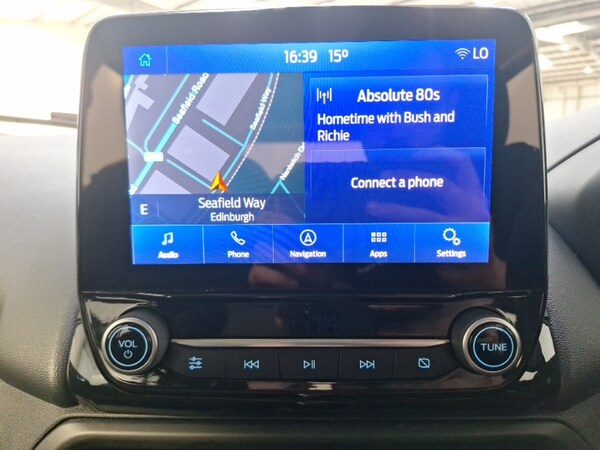 16:39 15° LO
Seafield Road
Seafield Way
Absolute 80s
Hometime with Bush and
Richie
Connect a phone
E
Seafield Way
Edinburgh
Audio
Phone
Navigation
Apps
Settings
VOL
TUNE